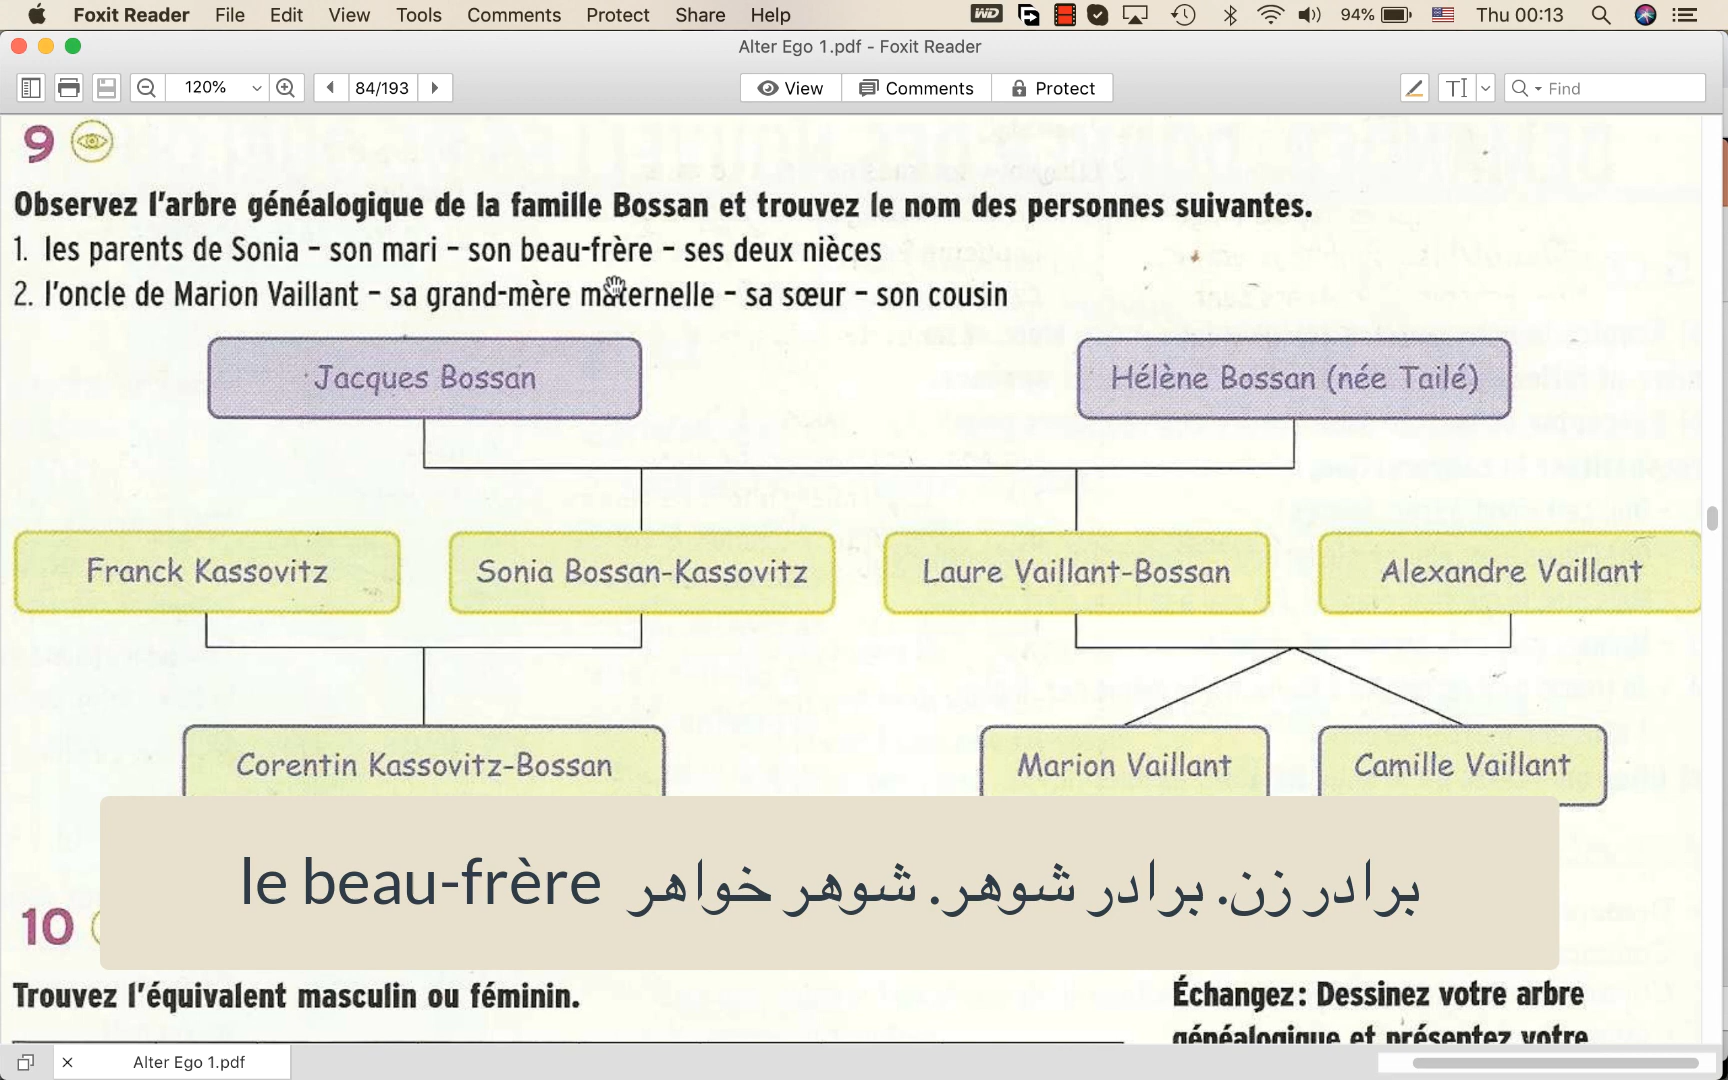 Foxit Reader File Edit View Tools Comments Protect Share Help WD 94% Thu 00:13
Alter Ego 1.pdf - Foxit Reader
120% 84/193 View Comments Protect Find
9
Observez l'arbre généalogique de la famille Bossan et trouvez le nom des personnes suivantes.
1. les parents de Sonia – son mari – son beau-frère – ses deux nièces
2. l'oncle de Marion Vaillant – sa grand-mère maternelle – sa sœur – son cousin
Jacques Bossan Hélène Bossan (née Tailé)
Franck Kassovitz Sonia Bossan-Kassovitz Laure Vaillant-Bossan Alexandre Vaillant
Corentin Kassovitz-Bossan Marion Vaillant Camille Vaillant
le beau-frère برادر زن. برادر شوهر. شوهر خواهر
10
Trouvez l'équivalent masculin ou féminin.
Échangez : Dessinez votre arbre
généalogique et présentez votre
Alter Ego 1.pdf